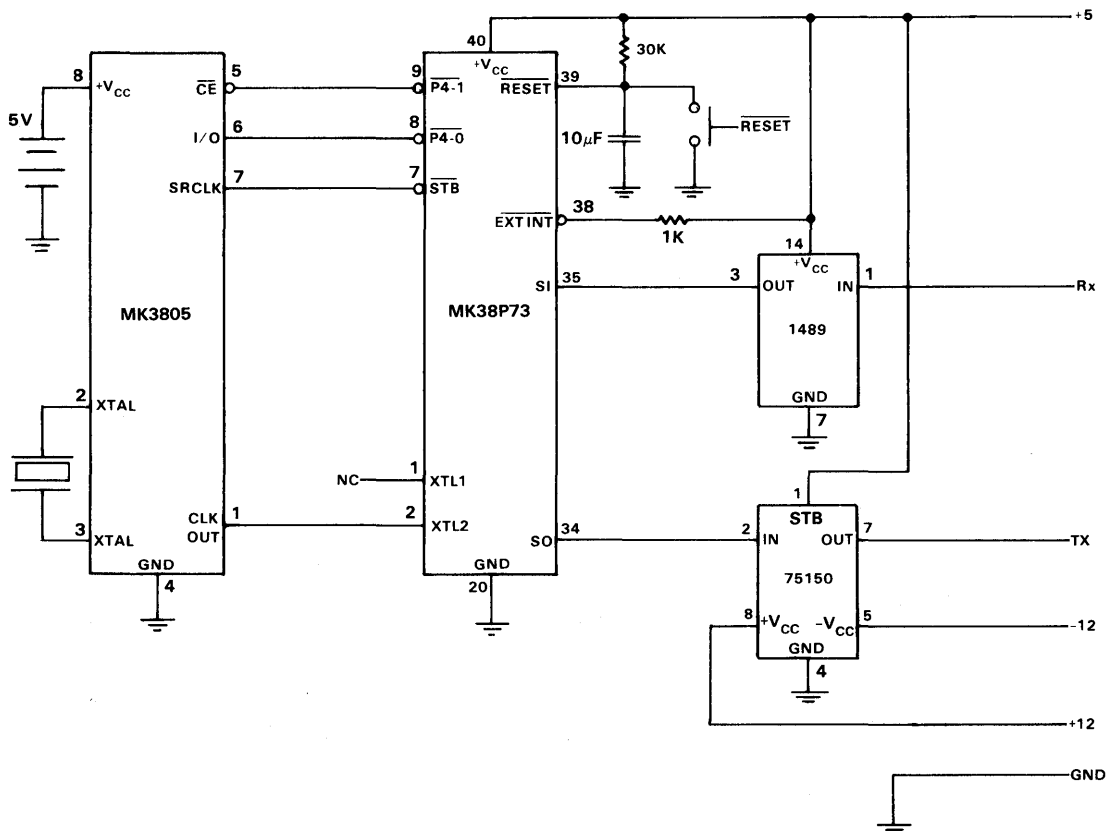 +5
40
30K
8
+VCC
5
CE
9
P4-1
+VCC
RESET
39
5V
I/O
6
8
P4-0
10μF
RESET
SRCLK
7
7
STB
EXT INT
38
1K
14
+VCC
SI
35
3
OUT
IN
1
Rx
MK3805
MK38P73
1489
2
XTAL
GND
7
NC
1
XTL1
1
STB
CLK
OUT
1
2
XTL2
SO
34
2
IN
OUT
7
TX
3
XTAL
GND
4
20
GND
75150
8
+VCC
-VCC
5
-12
GND
4
+12
GND